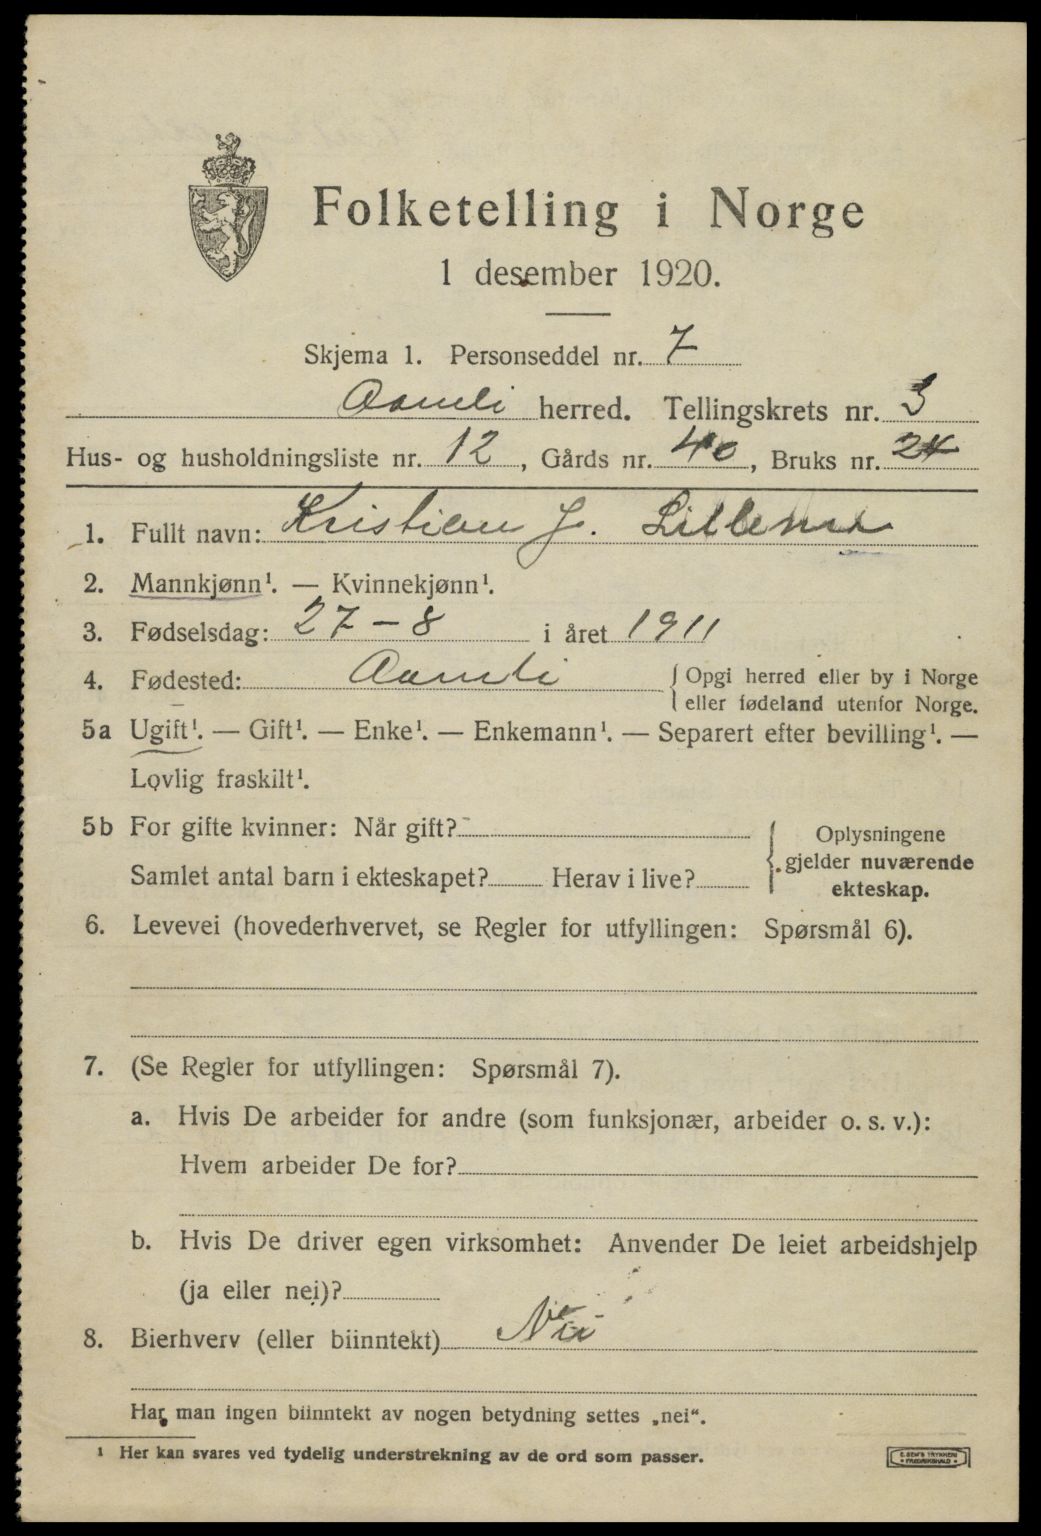 Folketelling i Norge
1 desember 1920.
Skjema 1. Personseddel nr. 7
Aamli herred. Tellingskrets nr. 3
Hus- og husholdningsliste nr. 12, Gårds nr. 40, Bruks nr. 24
1. Fullt navn: Kristian J.
2. Mannkjønn¹. — Kvinnekjønn¹.
3. Fødselsdag: 27-8 i året 1911
4. Fødested: Aamli { Opgi herred eller by i Norge
eller fødeland utenfor Norge.
5a Ugift¹. — Gift¹. — Enke¹. — Enkemann¹. — Separert efter bevilling¹. —
Lovlig fraskilt¹.
5b For gifte kvinner: Når gift?
Samlet antal barn i ekteskapet? Herav i live?
Oplysningene
gjelder nuværende
ekteskap.
6. Levevei (hovederhvervet, se Regler for utfyllingen: Spørsmål 6).
7. (Se Regler for utfyllingen: Spørsmål 7).
a. Hvis De arbeider for andre (som funksjonær, arbeider o. s. v.):
Hvem arbeider De for?
b. Hvis De driver egen virksomhet: Anvender De leiet arbeidshjelp
(ja eller nei)?
8. Bierhverv (eller biinntekt) Nei
Har man ingen biinntekt av nogen betydning settes „nei“.
¹ Her kan svares ved tydelig understrekning av de ord som passer.